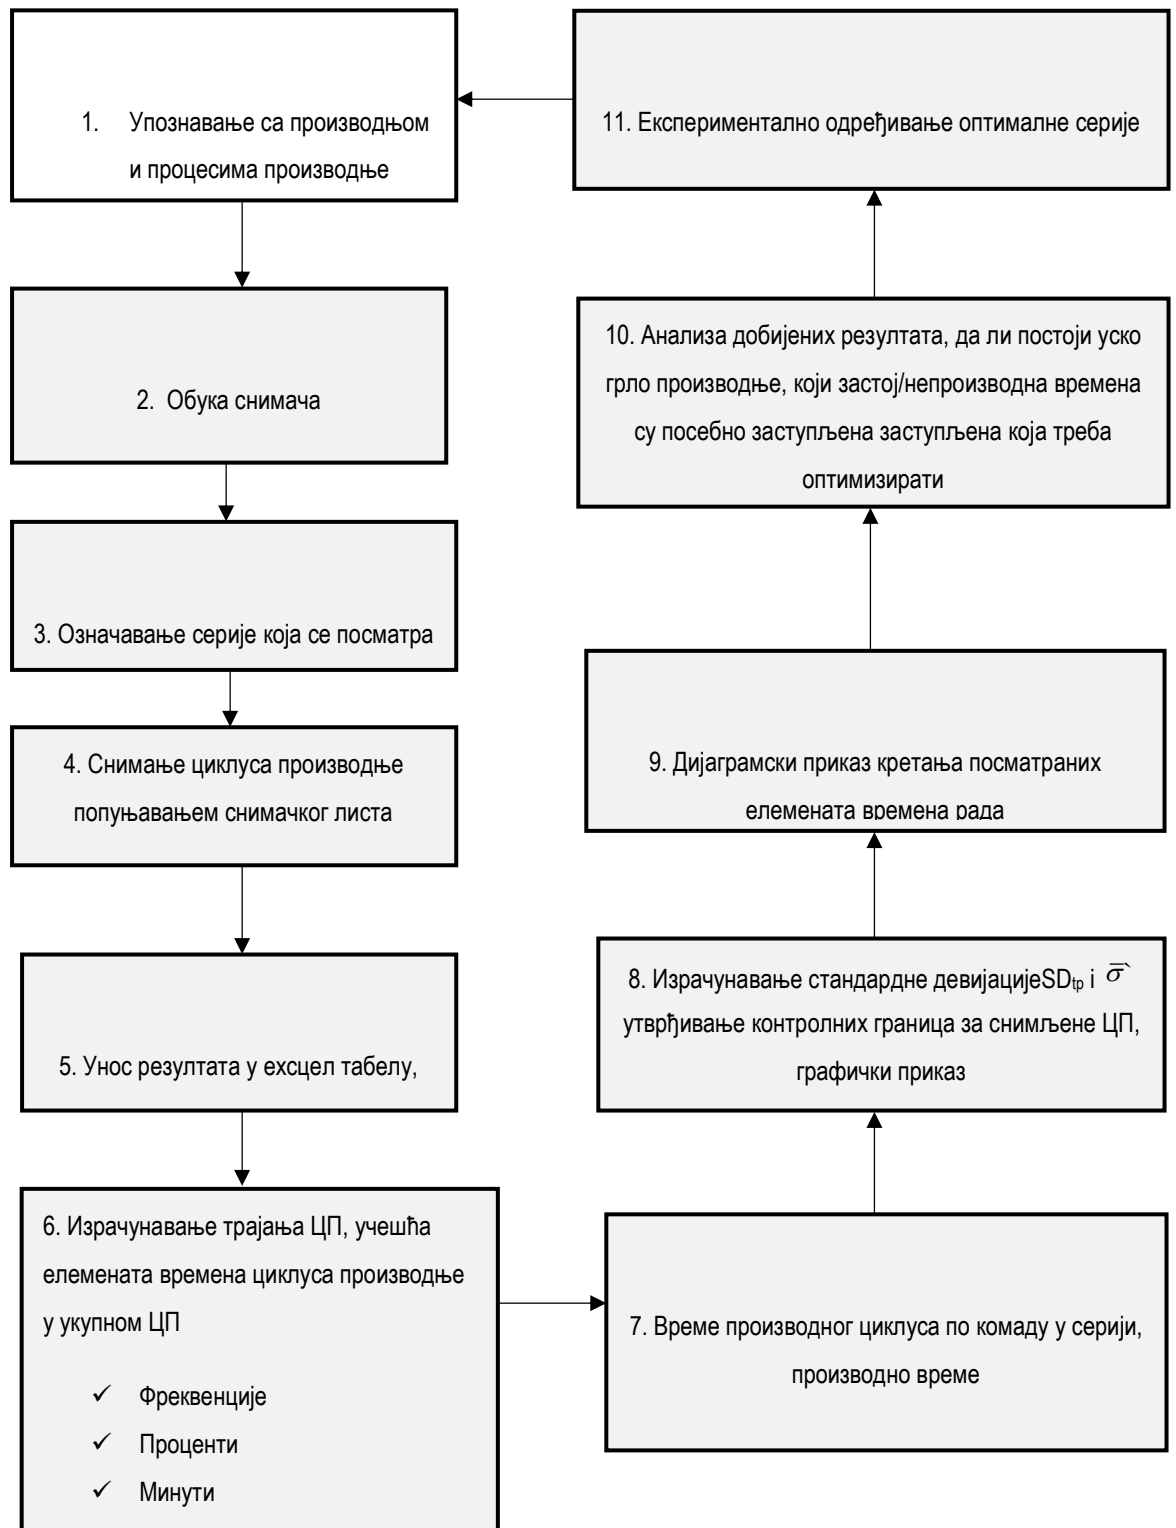 1. Упознавање са производњом
и процесима производње
2. Обука снимача
3. Означавање серије која се посматра
4. Снимање циклуса производње
попуњавањем снимачког листа
5. Унос резултата у ексцел табелу,
6. Израчунавање трајања ЦП, учешћа
елемената времена циклуса производње
у укупном ЦП
✓ Фреквенције
✓ Проценти
✓ Минути
7. Време производног циклуса по комаду у серији,
производно време
8. Израчунавање стандардне девијацијеSDtp i σ̅`
утврђивање контролних граница за снимљене ЦП,
графички приказ
9. Дијаграмски приказ кретања посматраних
елемената времена рада
10. Анализа добијених резултата, да ли постоји уско
грло производње, који застој/непроизводна времена
су посебно заступљена заступљена која треба
оптимизирати
11. Експериментално одређивање оптималне серије